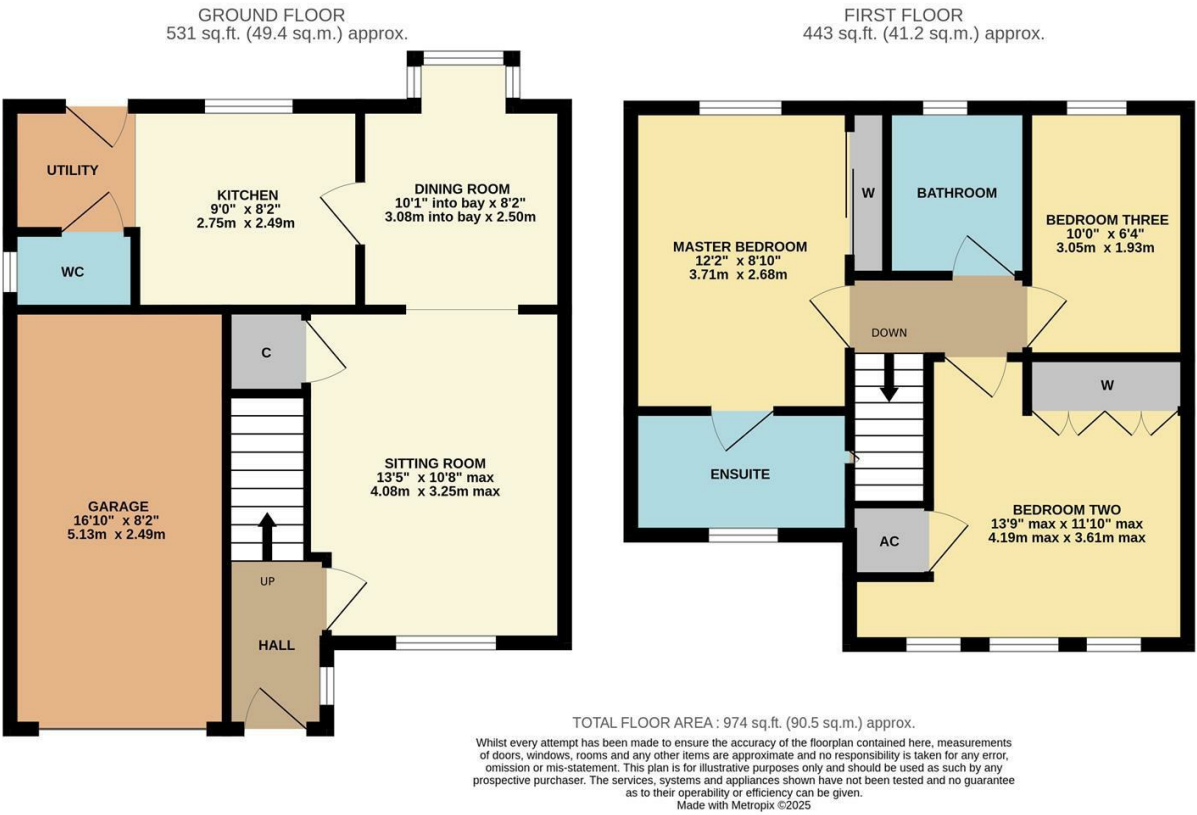 GROUND FLOOR
531 sq.ft. (49.4 sq.m.) approx.
UTILITY
KITCHEN
9'0" x 8'2"
2.75m x 2.49m
DINING ROOM
10'1" into bay x 8'2"
3.08m into bay x 2.50m
WC
C
SITTING ROOM
13'5" x 10'8" max
4.08m x 3.25m max
GARAGE
16'10" x 8'2"
5.13m x 2.49m
UP
HALL
FIRST FLOOR
443 sq.ft. (41.2 sq.m.) approx.
MASTER BEDROOM
12'2" x 8'10"
3.71m x 2.68m
W
BATHROOM
BEDROOM THREE
10'0" x 6'4"
3.05m x 1.93m
DOWN
W
ENSUITE
BEDROOM TWO
13'9" max x 11'10" max
4.19m max x 3.61m max
AC
TOTAL FLOOR AREA : 974 sq.ft. (90.5 sq.m.) approx.
Whilst every attempt has been made to ensure the accuracy of the floorplan contained here, measurements
of doors, windows, rooms and any other items are approximate and no responsibility is taken for any error,
omission or mis-statement. This plan is for illustrative purposes only and should be used as such by any
prospective purchaser. The services, systems and appliances shown have not been tested and no guarantee
as to their operability or efficiency can be given.
Made with Metropix ©2025